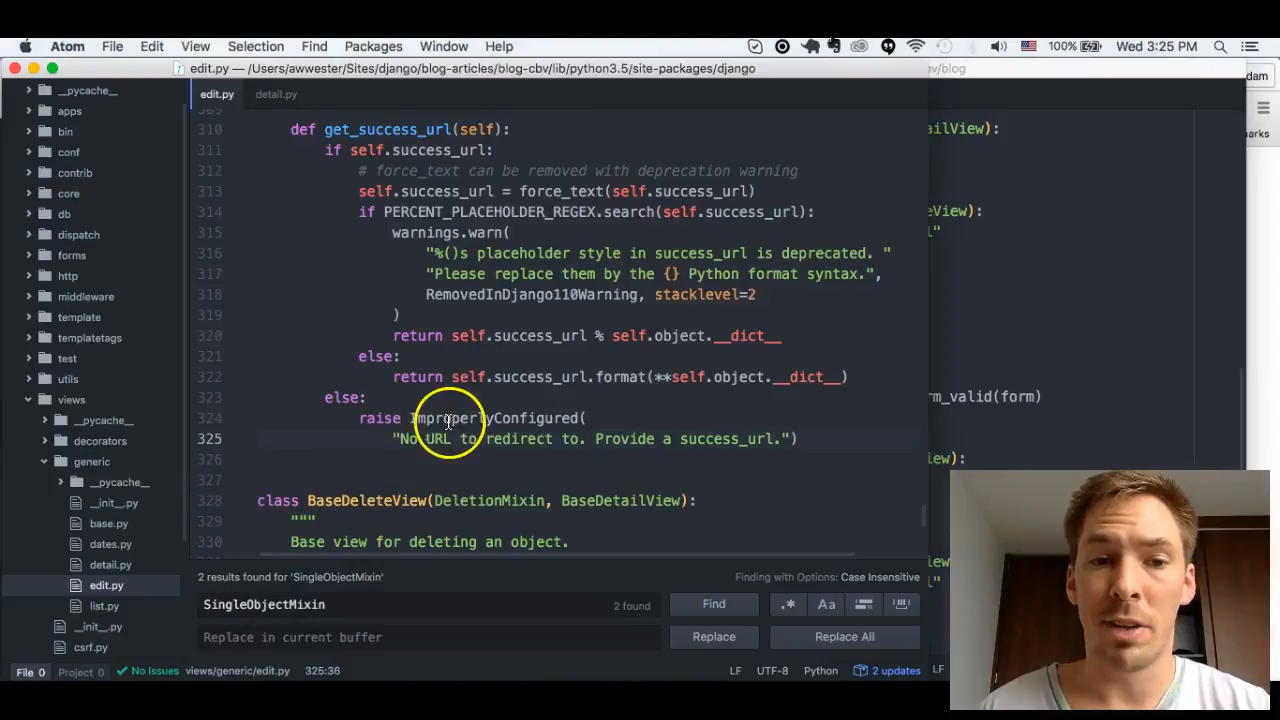 Atom File Edit View Selection Find Packages Window Help 100% Wed 3:25 PM
edit.py — /Users/awwester/Sites/django/blog-articles/blog-cbv/lib/python3.5/site-packages/django
ev/blog
dam
arks
edit.py detail.py
__pycache__
apps
bin
conf
contrib
core
db
dispatch
forms
http
middleware
template
templatetags
test
utils
views
__pycache__
decorators
generic
__pycache__
__init__.py
base.py
dates.py
detail.py
edit.py
list.py
__init__.py
csrf.py
309
310 def get_success_url(self):
311 if self.success_url:
312 # force_text can be removed with deprecation warning
313 self.success_url = force_text(self.success_url)
314 if PERCENT_PLACEHOLDER_REGEX.search(self.success_url):
315 warnings.warn(
316 "%()s placeholder style in success_url is deprecated. "
317 "Please replace them by the {} Python format syntax.",
318 RemovedInDjango110Warning, stacklevel=2
319 )
320 return self.success_url % self.object.__dict__
321 else:
322 return self.success_url.format(**self.object.__dict__)
323 else:
324 raise ImproperlyConfigured(
325 "No URL to redirect to. Provide a success_url.")
326
327
328 class BaseDeleteView(DeletionMixin, BaseDetailView):
329 """
330 Base view for deleting an object.
ailView):
eView):
l"
rm_valid(form)
ew):
2 results found for 'SingleObjectMixin' Finding with Options: Case Insensitive
SingleObjectMixin 2 found Find .* Aa
Replace in current buffer Replace Replace All
File 0 Project 0 No Issues views/generic/edit.py 325:36 LF UTF-8 Python 2 updates LF